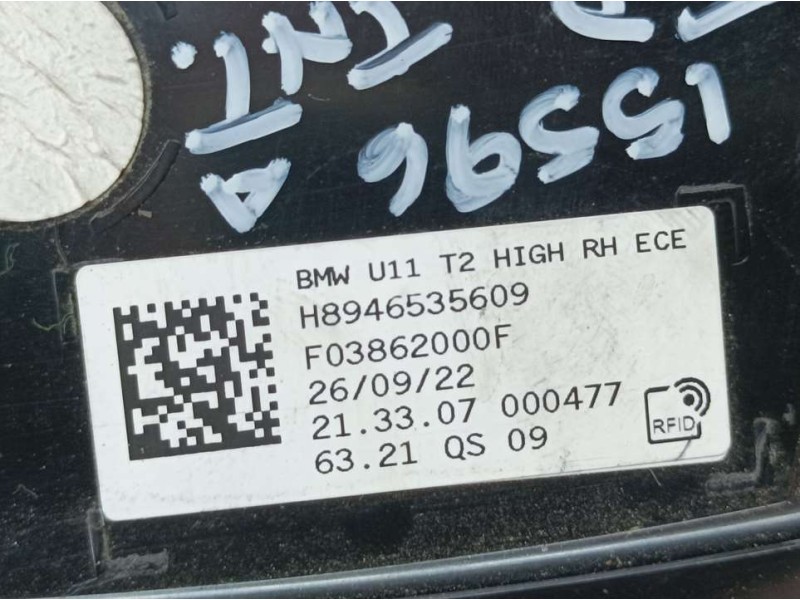 A
INT.
BMW U11 T2 HIGH RH ECE
H8946535609
F03862000F
26/09/22
21.33.07 000477
63.21 QS 09
RFID